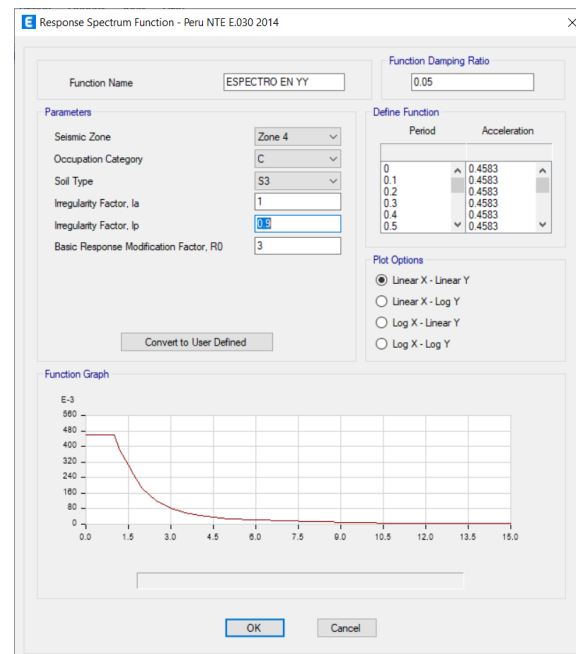 E Response Spectrum Function - Peru NTE E.030 2014
Function Name
ESPECTRO EN YY
Function Damping Ratio
0.05
Parameters
Seismic Zone
Zone 4
Occupation Category
C
Soil Type
S3
Irregularity Factor, Ia
1
Irregularity Factor, Ip
0.9
Basic Response Modification Factor, R0
3
Convert to User Defined
Define Function
Period Acceleration
0 0.4583
0.1 0.4583
0.2 0.4583
0.3 0.4583
0.4 0.4583
0.5 0.4583
Plot Options
Linear X - Linear Y
Linear X - Log Y
Log X - Linear Y
Log X - Log Y
Function Graph
E-3
560
480
400
320
240
160
80
0
0.0 1.5 3.0 4.5 6.0 7.5 9.0 10.5 12.0 13.5 15.0
OK
Cancel